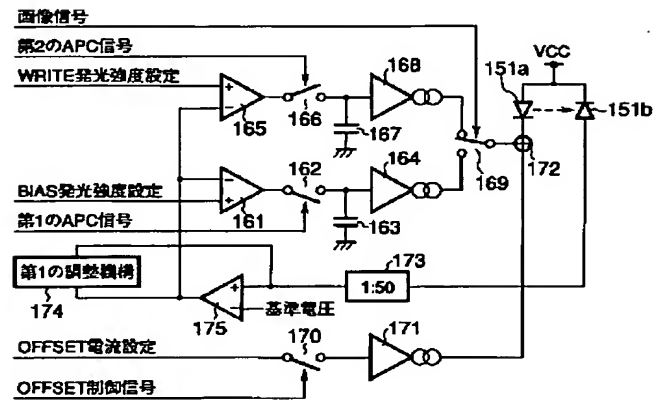 画像信号
第2のAPC信号
WRITE発光強度設定
165
166
167
168
VCC
151a
151b
162
164
169
172
BIAS発光強度設定
161
第1のAPC信号
163
第1の調整機構
174
175
基準電圧
173
1:50
170
171
OFFSET電流設定
OFFSET制御信号